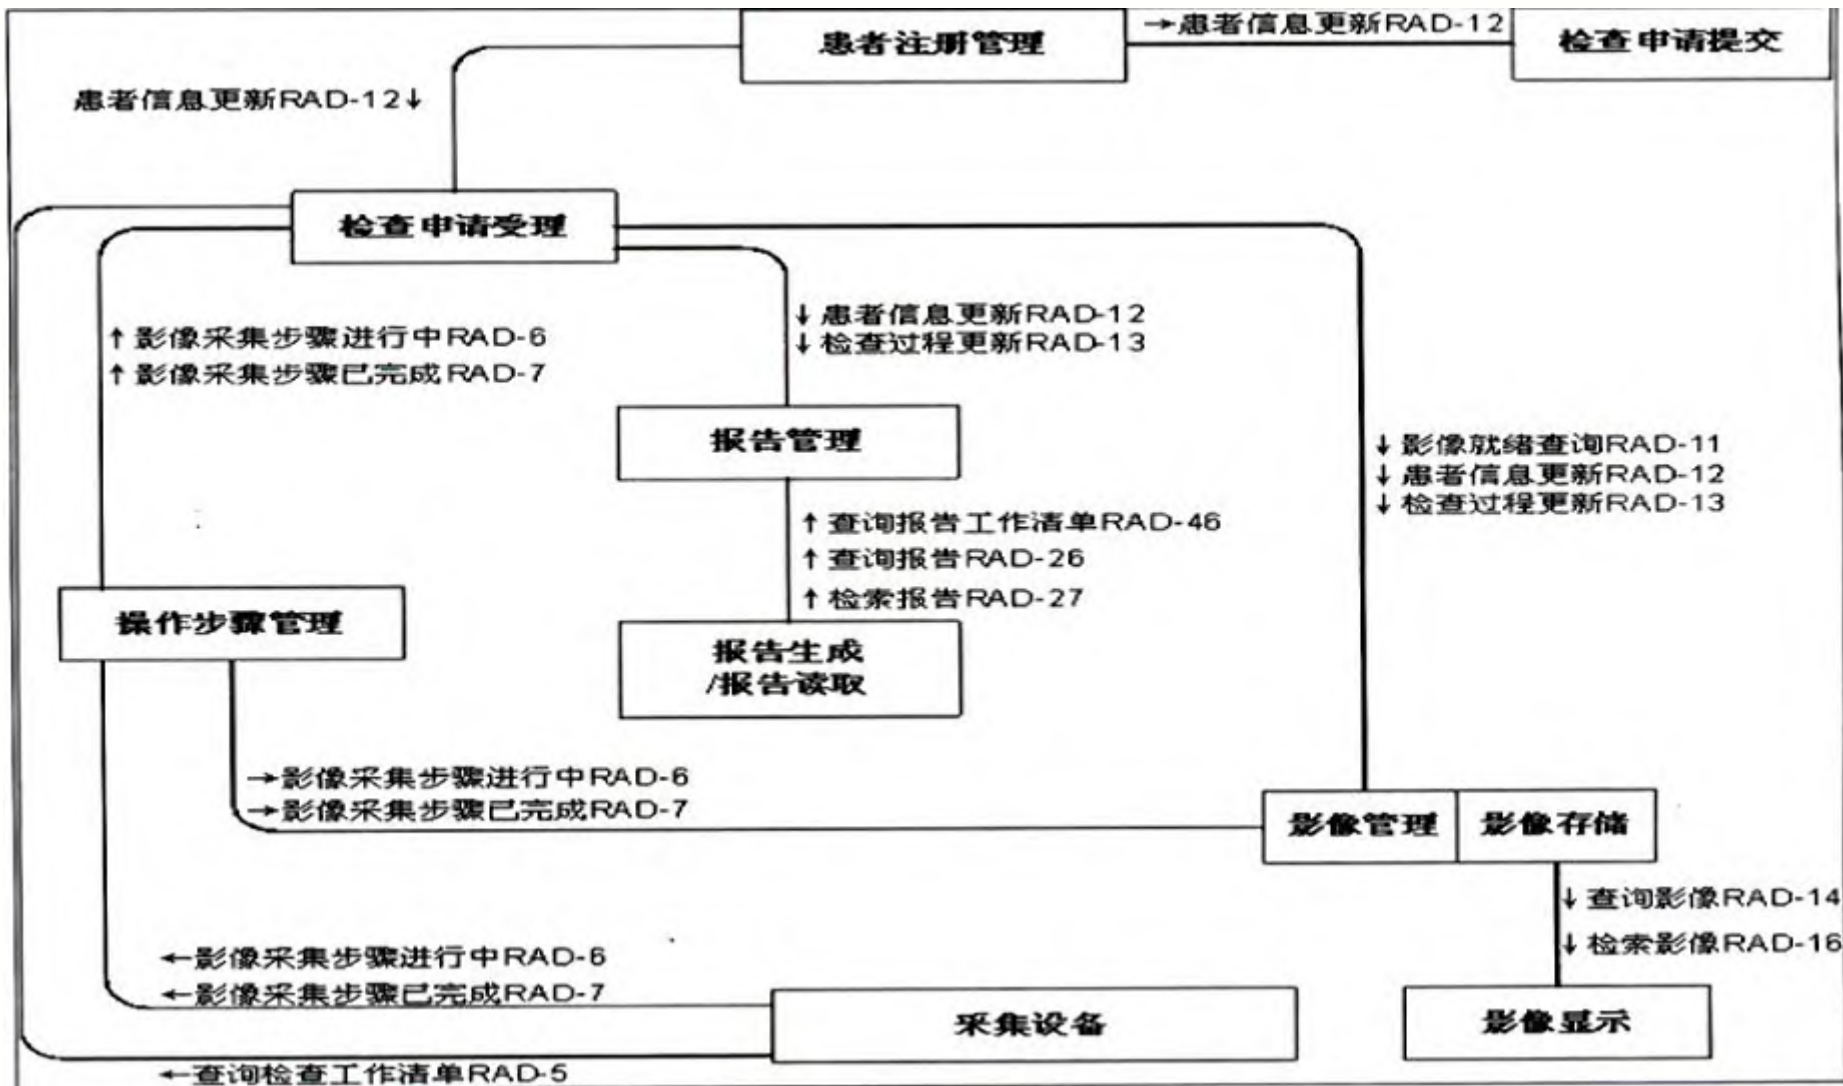 患者注册管理
→患者信息更新RAD-12
检查申请提交
患者信息更新RAD-12↓
检查申请受理
↓患者信息更新RAD-12
↓检查过程更新RAD-13
↑影像采集步骤进行中RAD-6
↑影像采集步骤已完成RAD-7
报告管理
↓影像就绪查询RAD-11
↓患者信息更新RAD-12
↓检查过程更新RAD-13
↑查询报告工作清单RAD-46
↑查询报告RAD-26
↑检索报告RAD-27
操作步骤管理
报告生成
/报告读取
→影像采集步骤进行中RAD-6
→影像采集步骤已完成RAD-7
影像管理
影像存储
↓查询影像RAD-14
↓检索影像RAD-16
←影像采集步骤进行中RAD-6
←影像采集步骤已完成RAD-7
采集设备
影像显示
←查询检查工作清单RAD-5